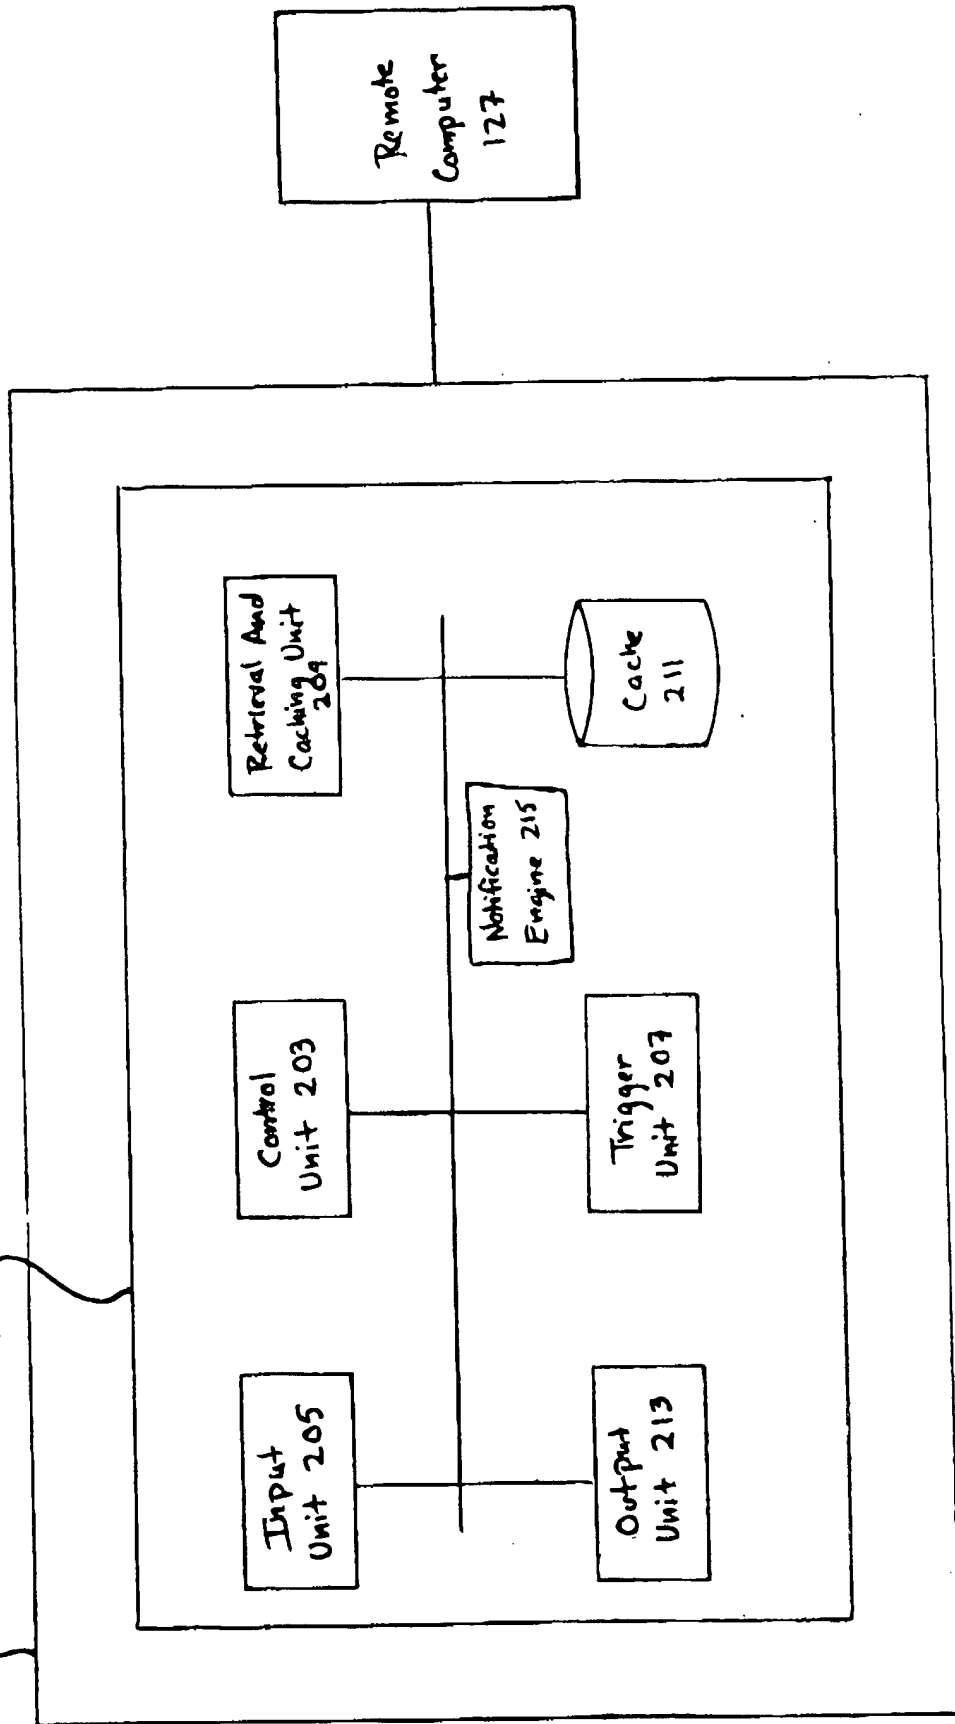 Input
Unit 205
Control
Unit 203
Retrieval And
Caching Unit
209
Remote
Computer
127
Notification
Engine 215
Output
Unit 213
Trigger
Unit 207
Cache
211